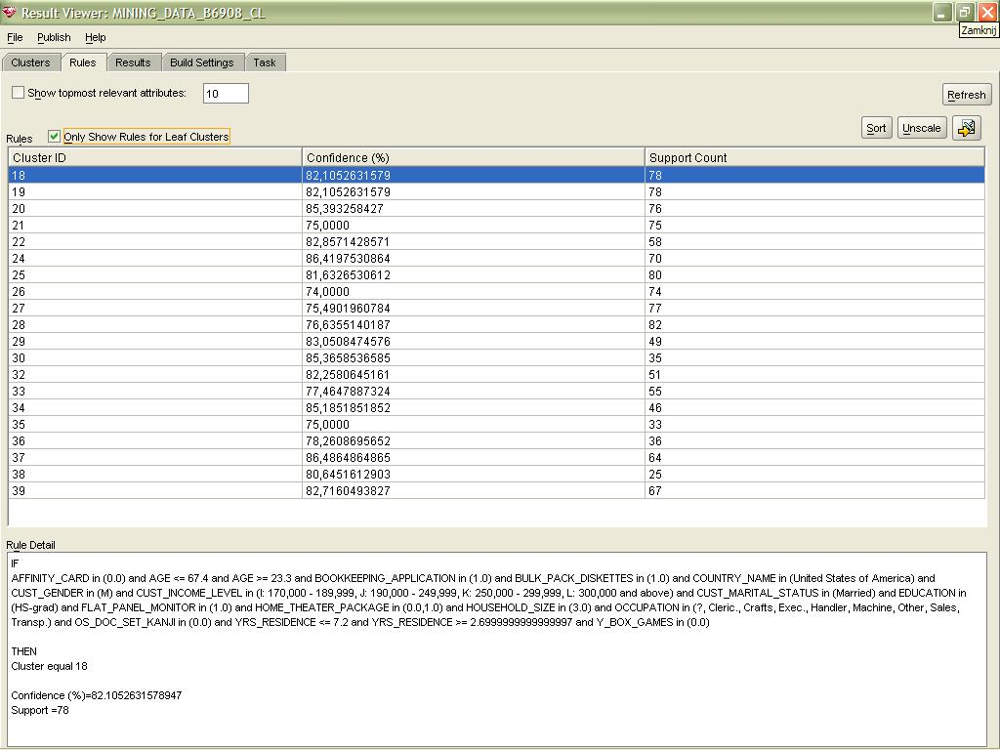 Result Viewer: MINING_DATA_B6908_CL
Zamknij
File Publish Help
Clusters Rules Results Build Settings Task
Show topmost relevant attributes: 10
Refresh
Rules Only Show Rules for Leaf Clusters Sort Unscale
Cluster ID Confidence (%) Support Count
18 82,1052631579 78
19 82,1052631579 78
20 85,393258427 76
21 75,0000 75
22 82,8571428571 58
24 86,4197530864 70
25 81,6326530612 80
26 74,0000 74
27 75,4901960784 77
28 76,6355140187 82
29 83,0508474576 49
30 85,3658536585 35
32 82,2580645161 51
33 77,4647887324 55
34 85,1851851852 46
35 75,0000 33
36 78,2608695652 36
37 86,4864864865 64
38 80,6451612903 25
39 82,7160493827 67
Rule Detail
IF
AFFINITY_CARD in (0.0) and AGE <= 67.4 and AGE >= 23.3 and BOOKKEEPING_APPLICATION in (1.0) and BULK_PACK_DISKETTES in (1.0) and COUNTRY_NAME in (United States of America) and
CUST_GENDER in (M) and CUST_INCOME_LEVEL in (I: 170,000 - 189,999, J: 190,000 - 249,999, K: 250,000 - 299,999, L: 300,000 and above) and CUST_MARITAL_STATUS in (Married) and EDUCATION in
(HS-grad) and FLAT_PANEL_MONITOR in (1.0) and HOME_THEATER_PACKAGE in (0.0,1.0) and HOUSEHOLD_SIZE in (3.0) and OCCUPATION in (?, Cleric., Crafts, Exec., Handler, Machine, Other, Sales,
Transp.) and OS_DOC_SET_KANJI in (0.0) and YRS_RESIDENCE <= 7.2 and YRS_RESIDENCE >= 2.6999999999999997 and Y_BOX_GAMES in (0.0)
THEN
Cluster equal 18
Confidence (%)=82.1052631578947
Support =78